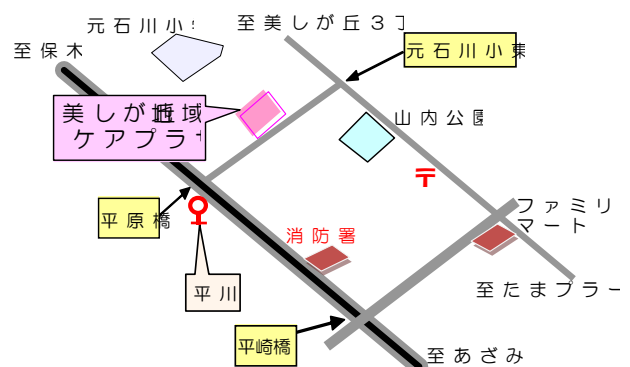 元石川小
至美しが丘３丁
至保木
元石川小東
美しが丘地域
ケアプラザ
山内公園
〒
ファミリ
マート
平原橋
消防署
平川
至たまプラー
平崎橋
至あざみ